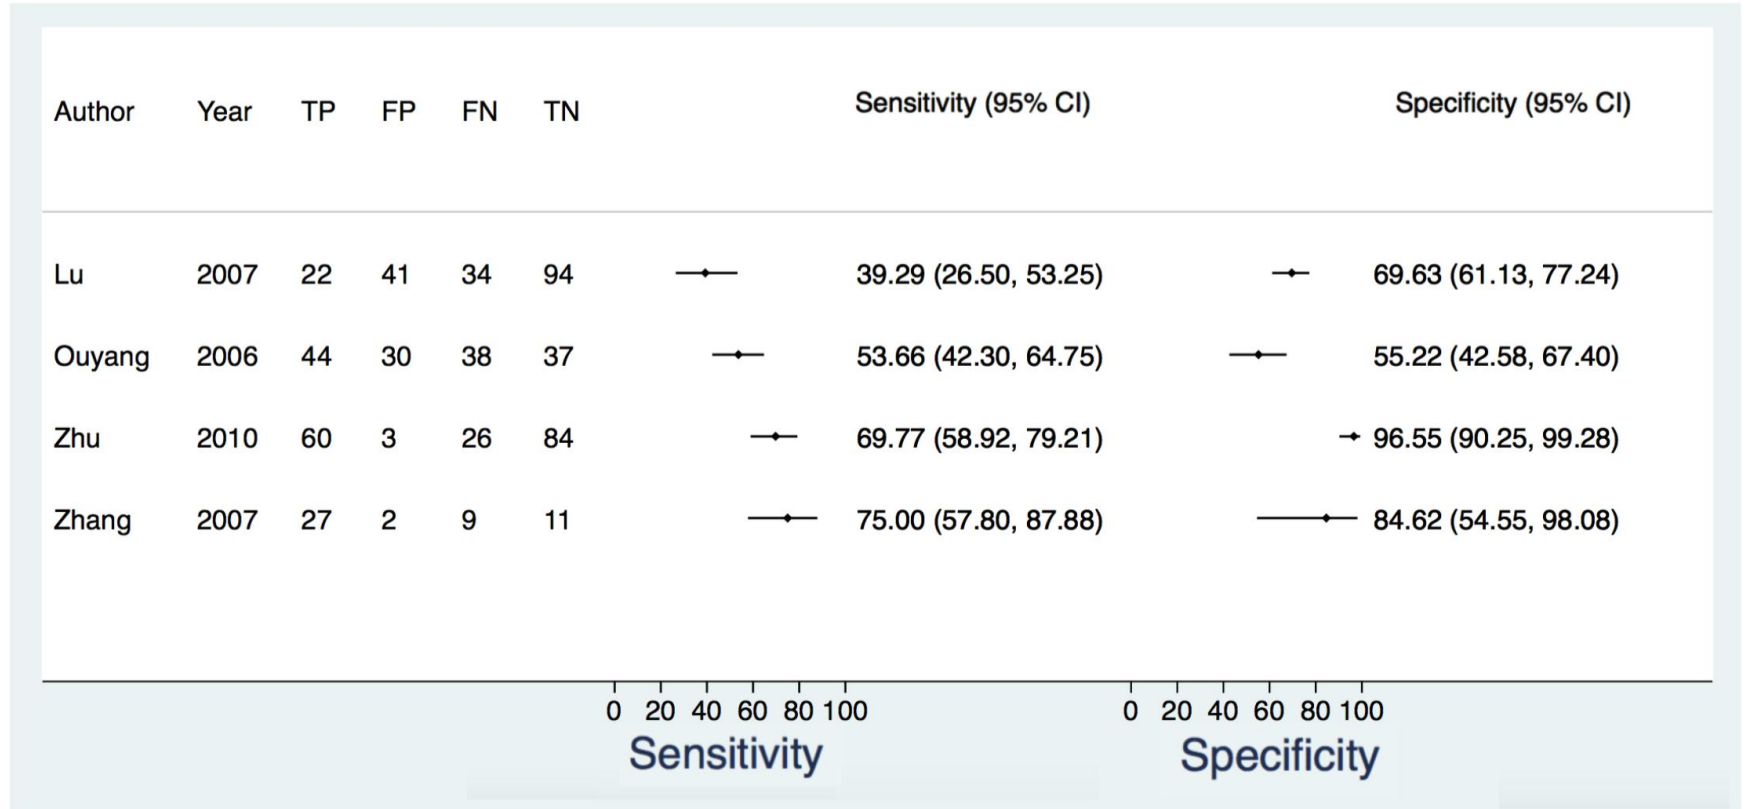 Author Year TP FP FN TN Sensitivity (95% CI) Specificity (95% CI)
Lu 2007 22 41 34 94 39.29 (26.50, 53.25) 69.63 (61.13, 77.24)
Ouyang 2006 44 30 38 37 53.66 (42.30, 64.75) 55.22 (42.58, 67.40)
Zhu 2010 60 3 26 84 69.77 (58.92, 79.21) 96.55 (90.25, 99.28)
Zhang 2007 27 2 9 11 75.00 (57.80, 87.88) 84.62 (54.55, 98.08)
0 20 40 60 80 100 0 20 40 60 80 100
Sensitivity Specificity